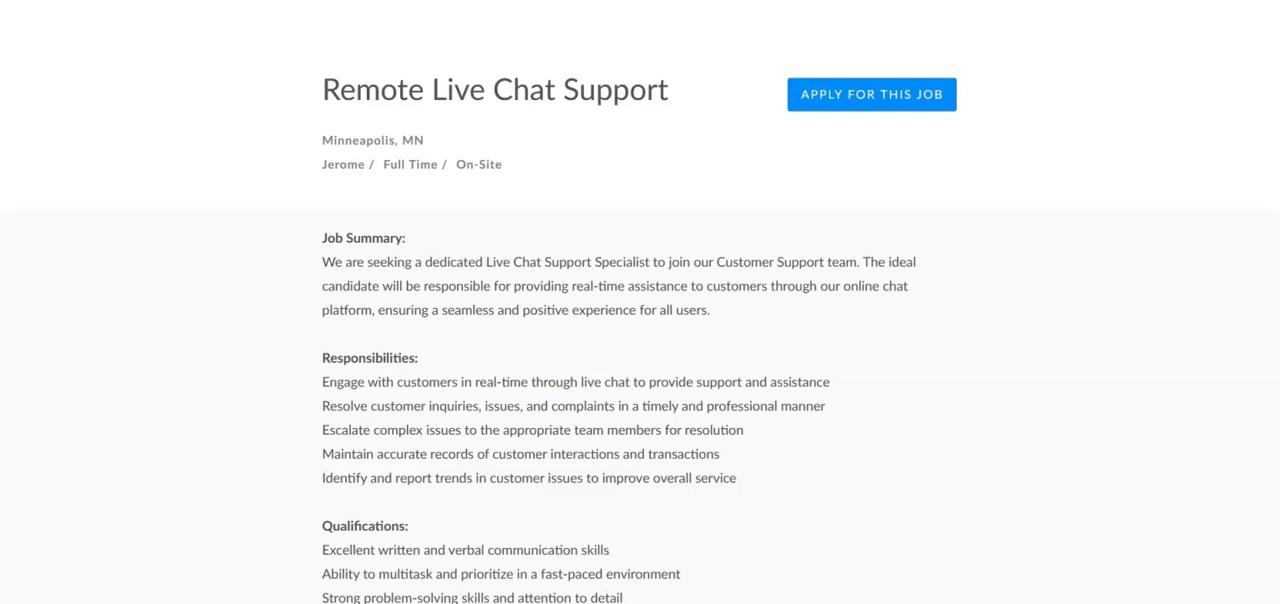 Remote Live Chat Support
APPLY FOR THIS JOB
Minneapolis, MN
Jerome / Full Time / On-Site
Job Summary:
We are seeking a dedicated Live Chat Support Specialist to join our Customer Support team. The ideal
candidate will be responsible for providing real-time assistance to customers through our online chat
platform, ensuring a seamless and positive experience for all users.
Responsibilities:
Engage with customers in real-time through live chat to provide support and assistance
Resolve customer inquiries, issues, and complaints in a timely and professional manner
Escalate complex issues to the appropriate team members for resolution
Maintain accurate records of customer interactions and transactions
Identify and report trends in customer issues to improve overall service
Qualifications:
Excellent written and verbal communication skills
Ability to multitask and prioritize in a fast-paced environment
Strong problem-solving skills and attention to detail